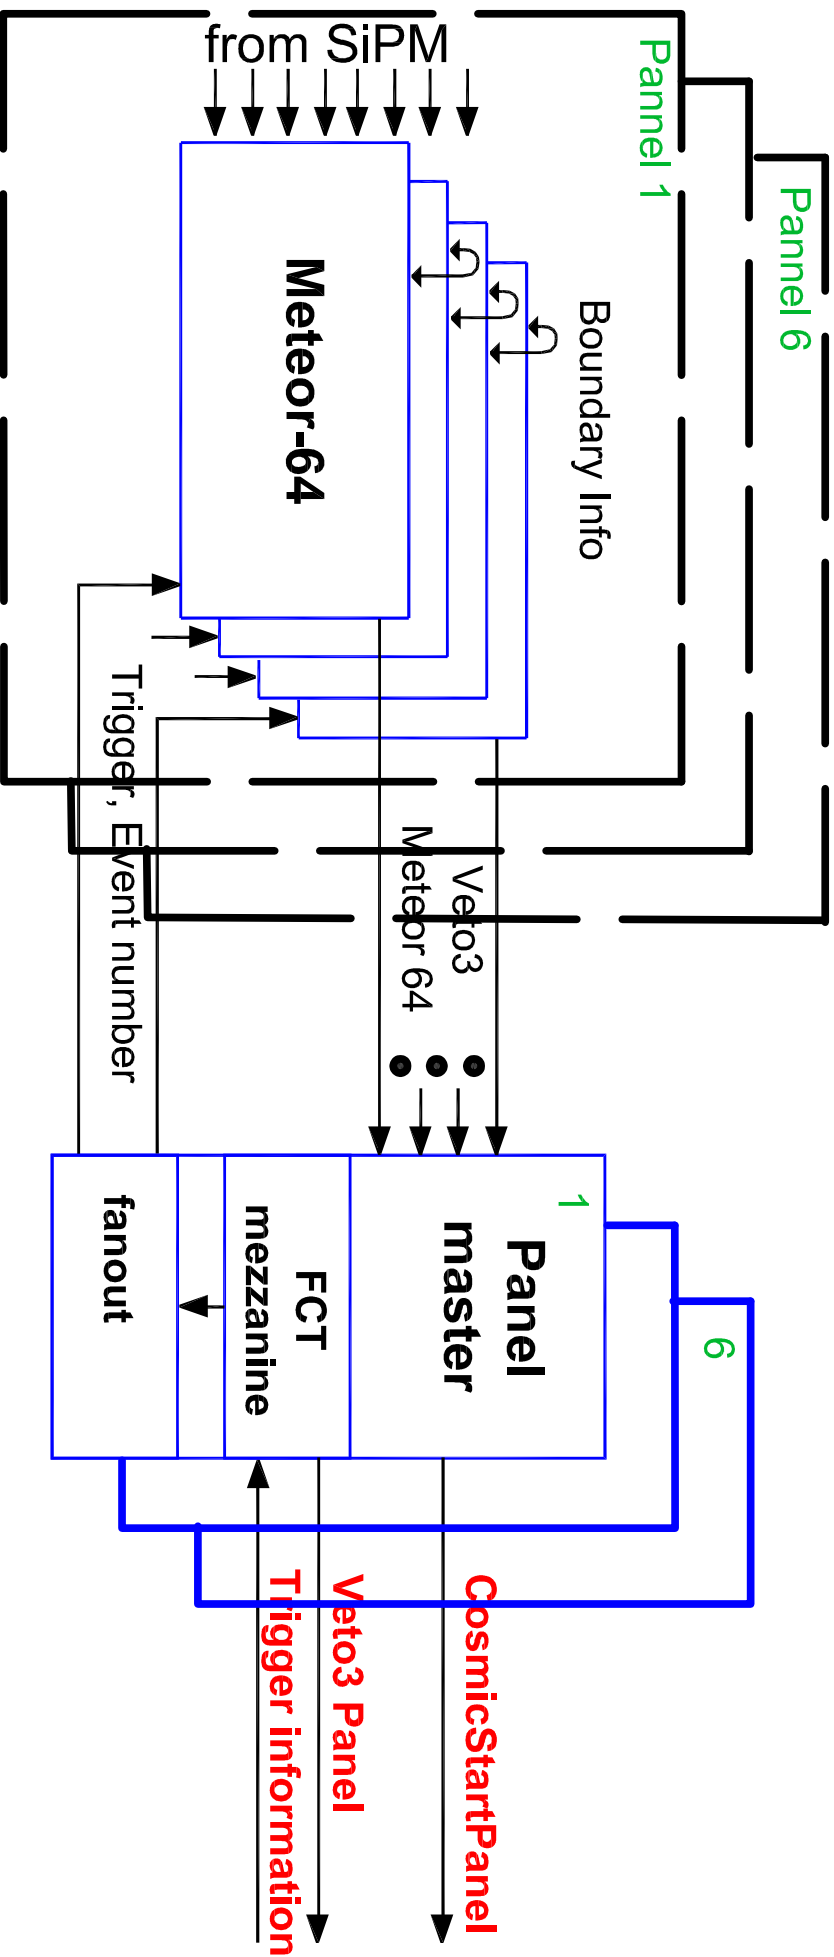 from SiPM
Pannel 1
Pannel 6
Boundary Info
Meteor-64
Trigger, Event number
Veto3
Meteor 64
1
6
Panel
master
FCT
mezzanine
fanout
CosmicStartPanel
Veto3 Panel
Trigger information